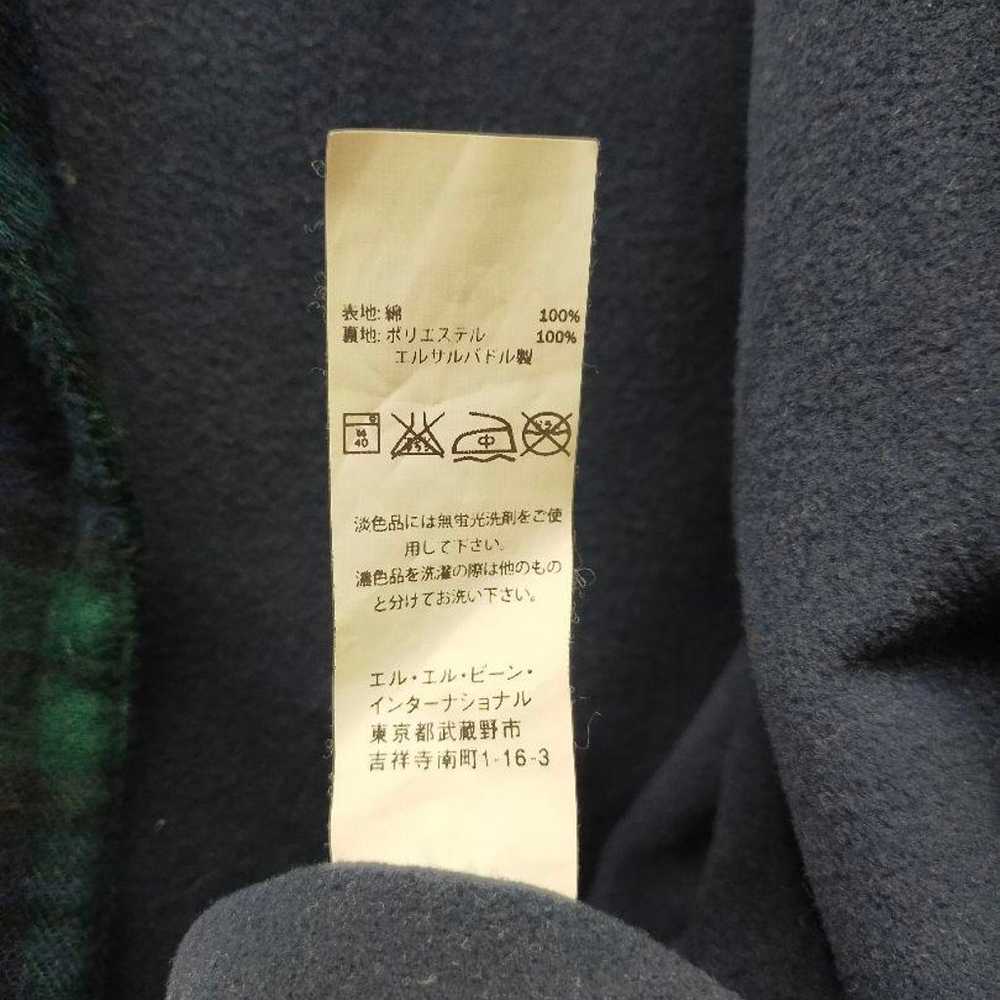 表地: 綿 100%
裏地: ポリエステル 100%
エルサルバドル製
40 中
淡色品には無蛍光洗剤をご使
用して下さい。
濃色品を洗濯の際は他のもの
と分けてお洗い下さい。
エル・エル・ビーン・
インターナショナル
東京都武蔵野市
吉祥寺南町1-16-3